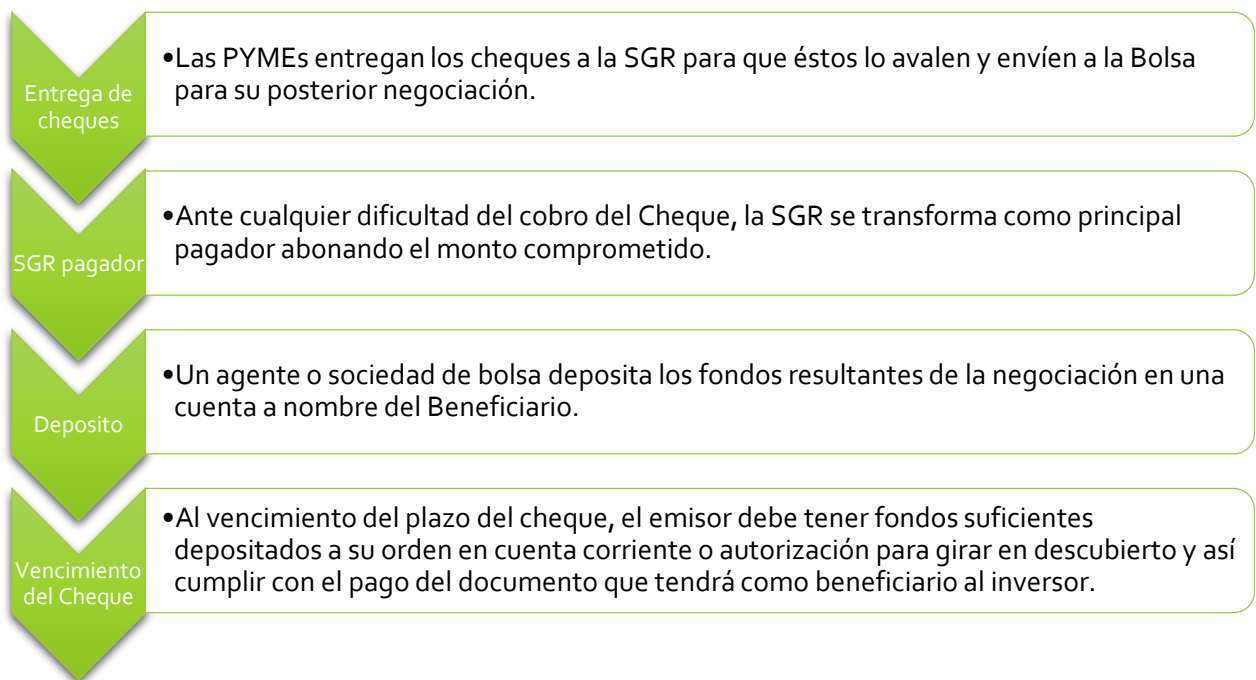 Entrega de
cheques
•Las PYMEs entregan los cheques a la SGR para que éstos lo avalen y envíen a la Bolsa
para su posterior negociación.
SGR pagador
•Ante cualquier dificultad del cobro del Cheque, la SGR se transforma como principal
pagador abonando el monto comprometido.
Deposito
•Un agente o sociedad de bolsa deposita los fondos resultantes de la negociación en una
cuenta a nombre del Beneficiario.
Vencimiento
del Cheque
•Al vencimiento del plazo del cheque, el emisor debe tener fondos suficientes
depositados a su orden en cuenta corriente o autorización para girar en descubierto y así
cumplir con el pago del documento que tendrá como beneficiario al inversor.